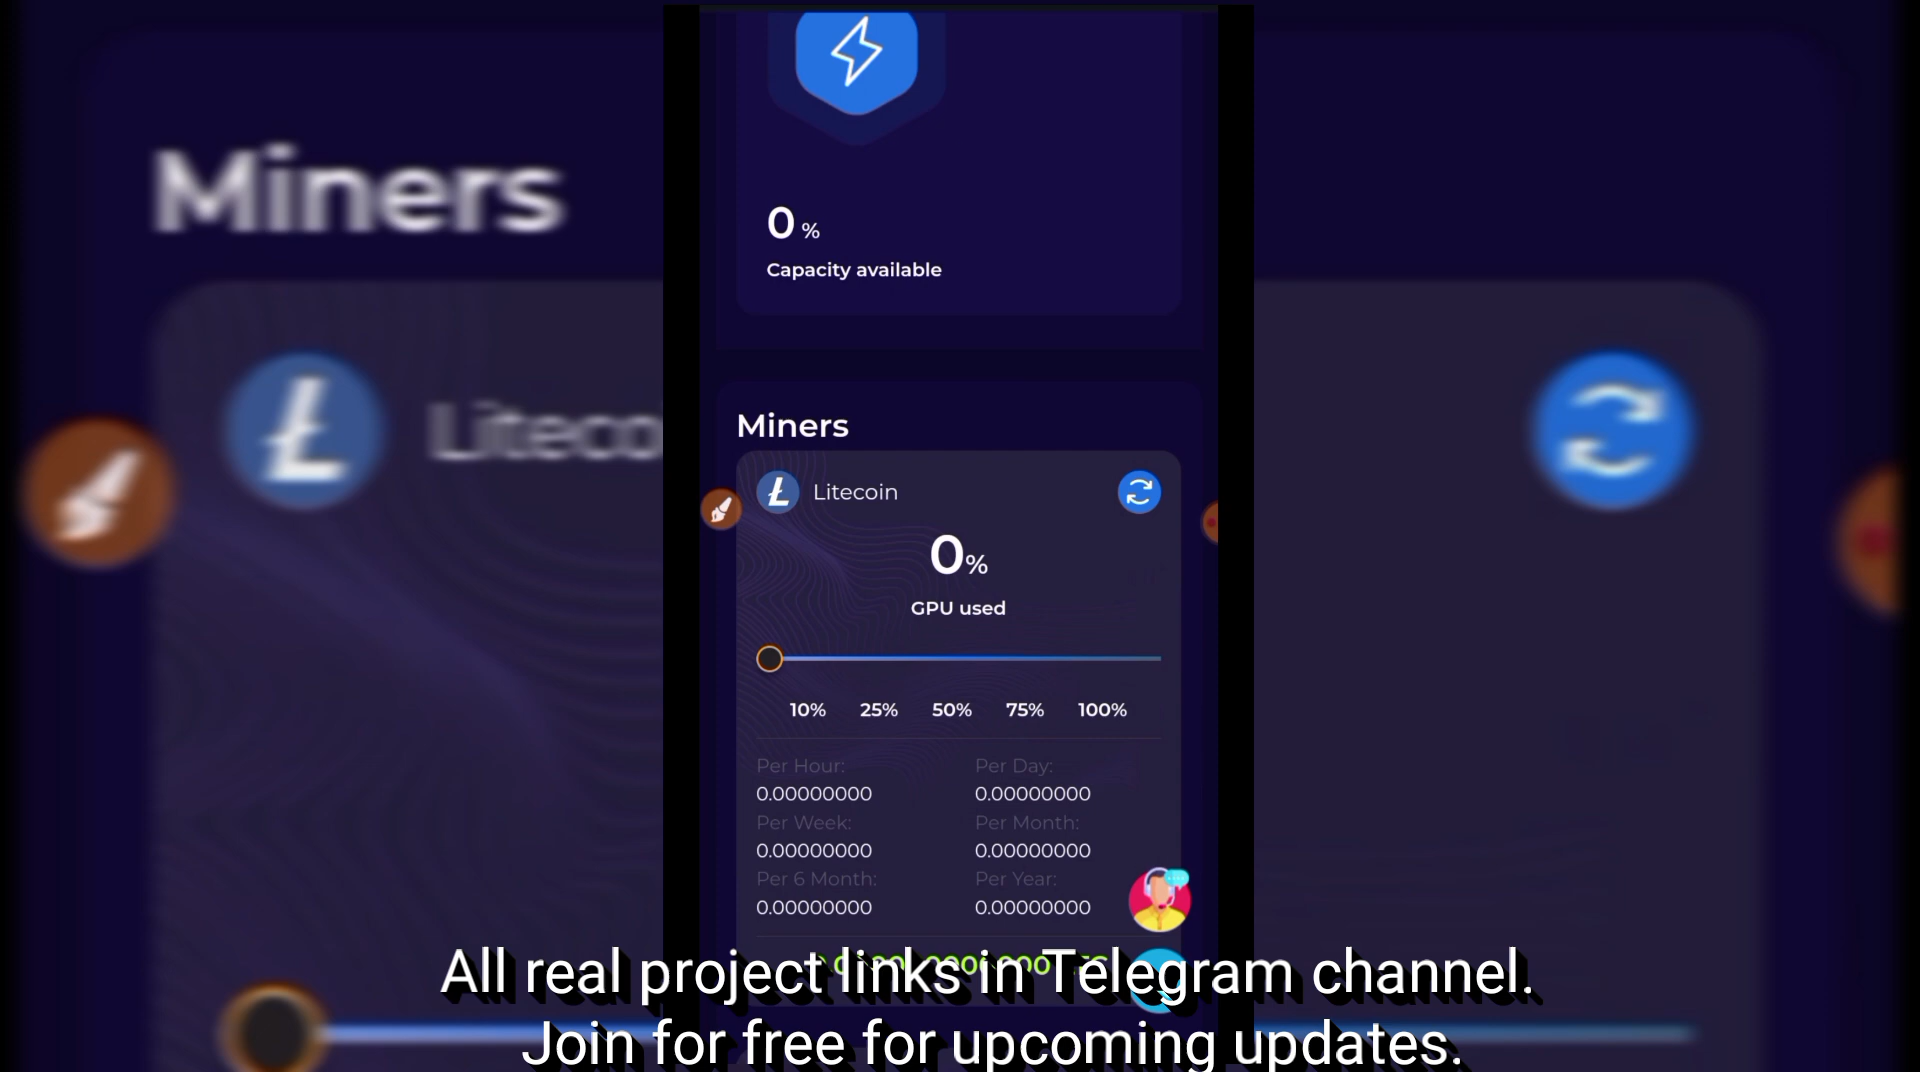 0 %
Capacity available
Miners
Miners
Litecoin
0%
GPU used
10% 25% 50% 75% 100%
Per Hour: Per Day:
0.00000000 0.00000000
Per Week: Per Month:
0.00000000 0.00000000
Per 6 Month: Per Year:
0.00000000 0.00000000
All real project links in Telegram channel.
Join for free for upcoming updates.